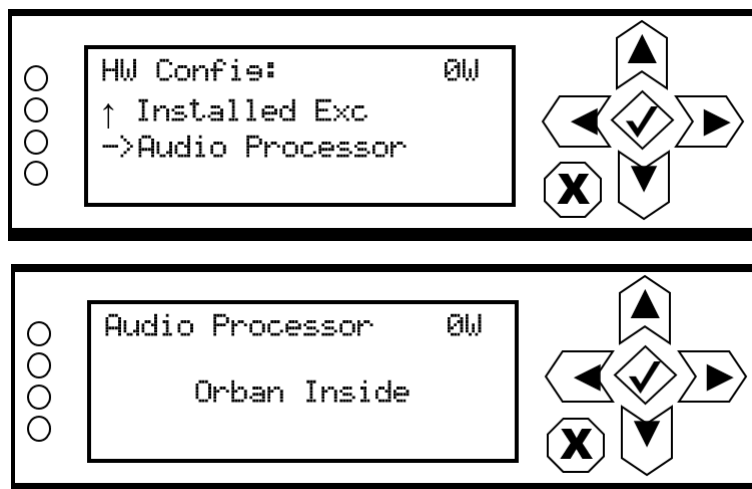 HW Config: 0W
↑ Installed Exc
->Audio Processor
X
Audio Processor 0W
Orban Inside
X